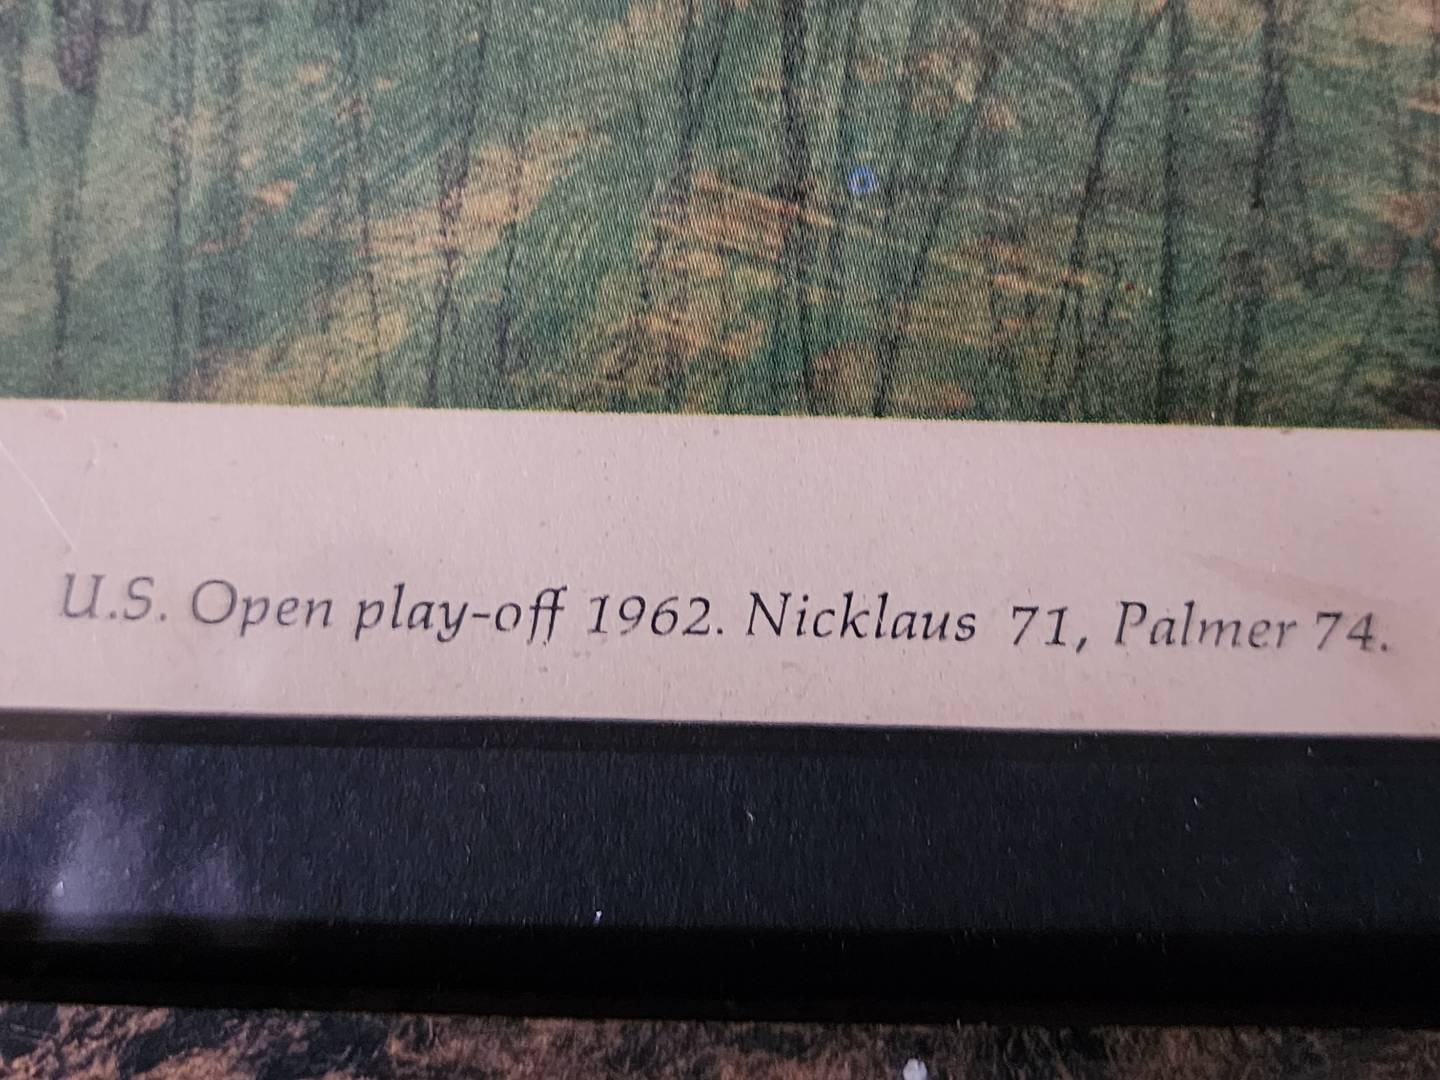 U.S. Open play-off 1962. Nicklaus 71, Palmer 74.